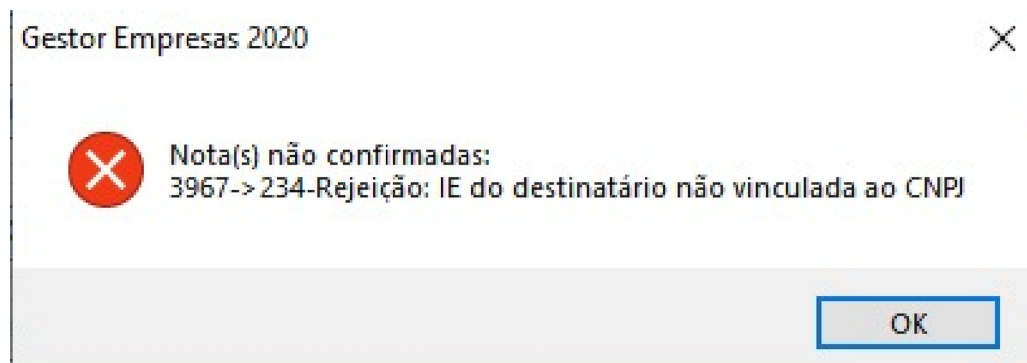 Gestor Empresas 2020
Nota(s) não confirmadas:
3967->234-Rejeição: IE do destinatário não vinculada ao CNPJ
OK